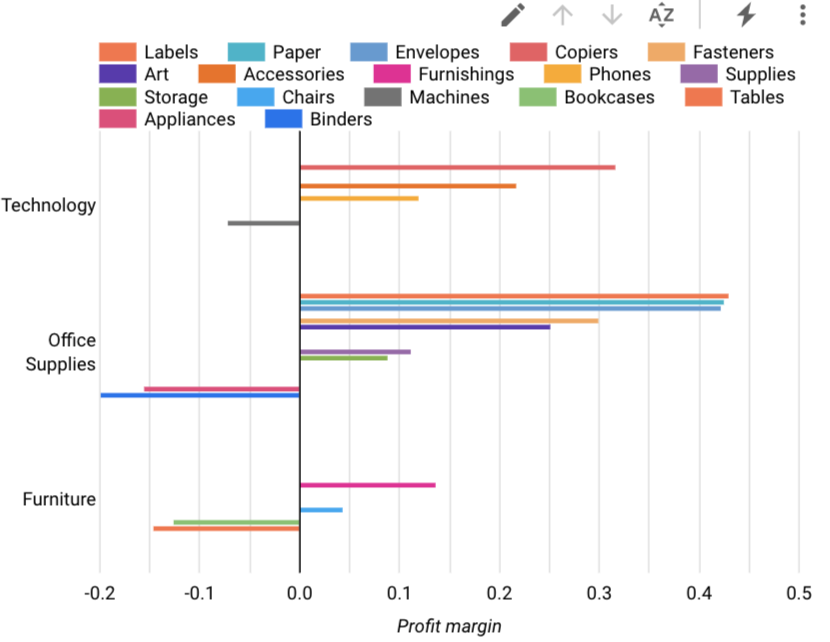 AZ
Labels Paper Envelopes Copiers Fasteners
Art Accessories Furnishings Phones Supplies
Storage Chairs Machines Bookcases Tables
Appliances Binders
Technology
Office
Supplies
Furniture
-0.2 -0.1 0.0 0.1 0.2 0.3 0.4 0.5
Profit margin